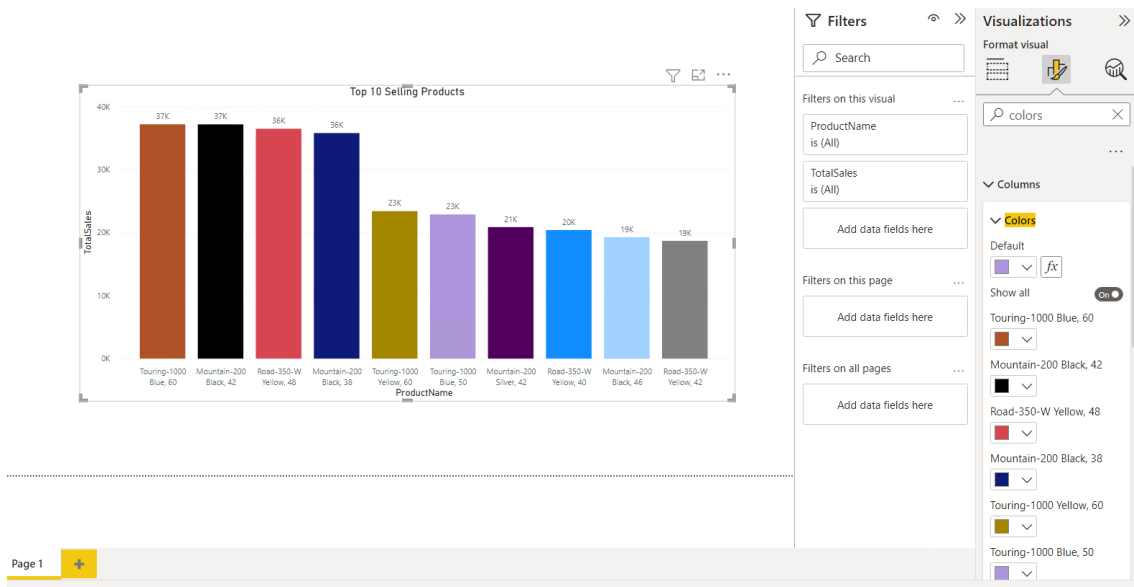 Top 10 Selling Products
TotalSales
40K
30K
20K
10K
0K
37K
37K
36K
36K
23K
23K
21K
20K
19K
19K
Touring-1000
Blue, 60
Mountain-200
Black, 42
Road-350-W
Yellow, 48
Mountain-200
Black, 38
Touring-1000
Yellow, 60
Touring-1000
Blue, 50
Mountain-200
Silver, 42
Road-350-W
Yellow, 40
Mountain-200
Black, 46
Road-350-W
Yellow, 42
ProductName
Page 1
+
Filters
Search
Filters on this visual
...
ProductName
is (All)
TotalSales
is (All)
Add data fields here
Filters on this page
...
Add data fields here
Filters on all pages
...
Add data fields here
Visualizations
Format visual
colors
...
Columns
Colors
Default
fx
Show all
On
Touring-1000 Blue, 60
Mountain-200 Black, 42
Road-350-W Yellow, 48
Mountain-200 Black, 38
Touring-1000 Yellow, 60
Touring-1000 Blue, 50